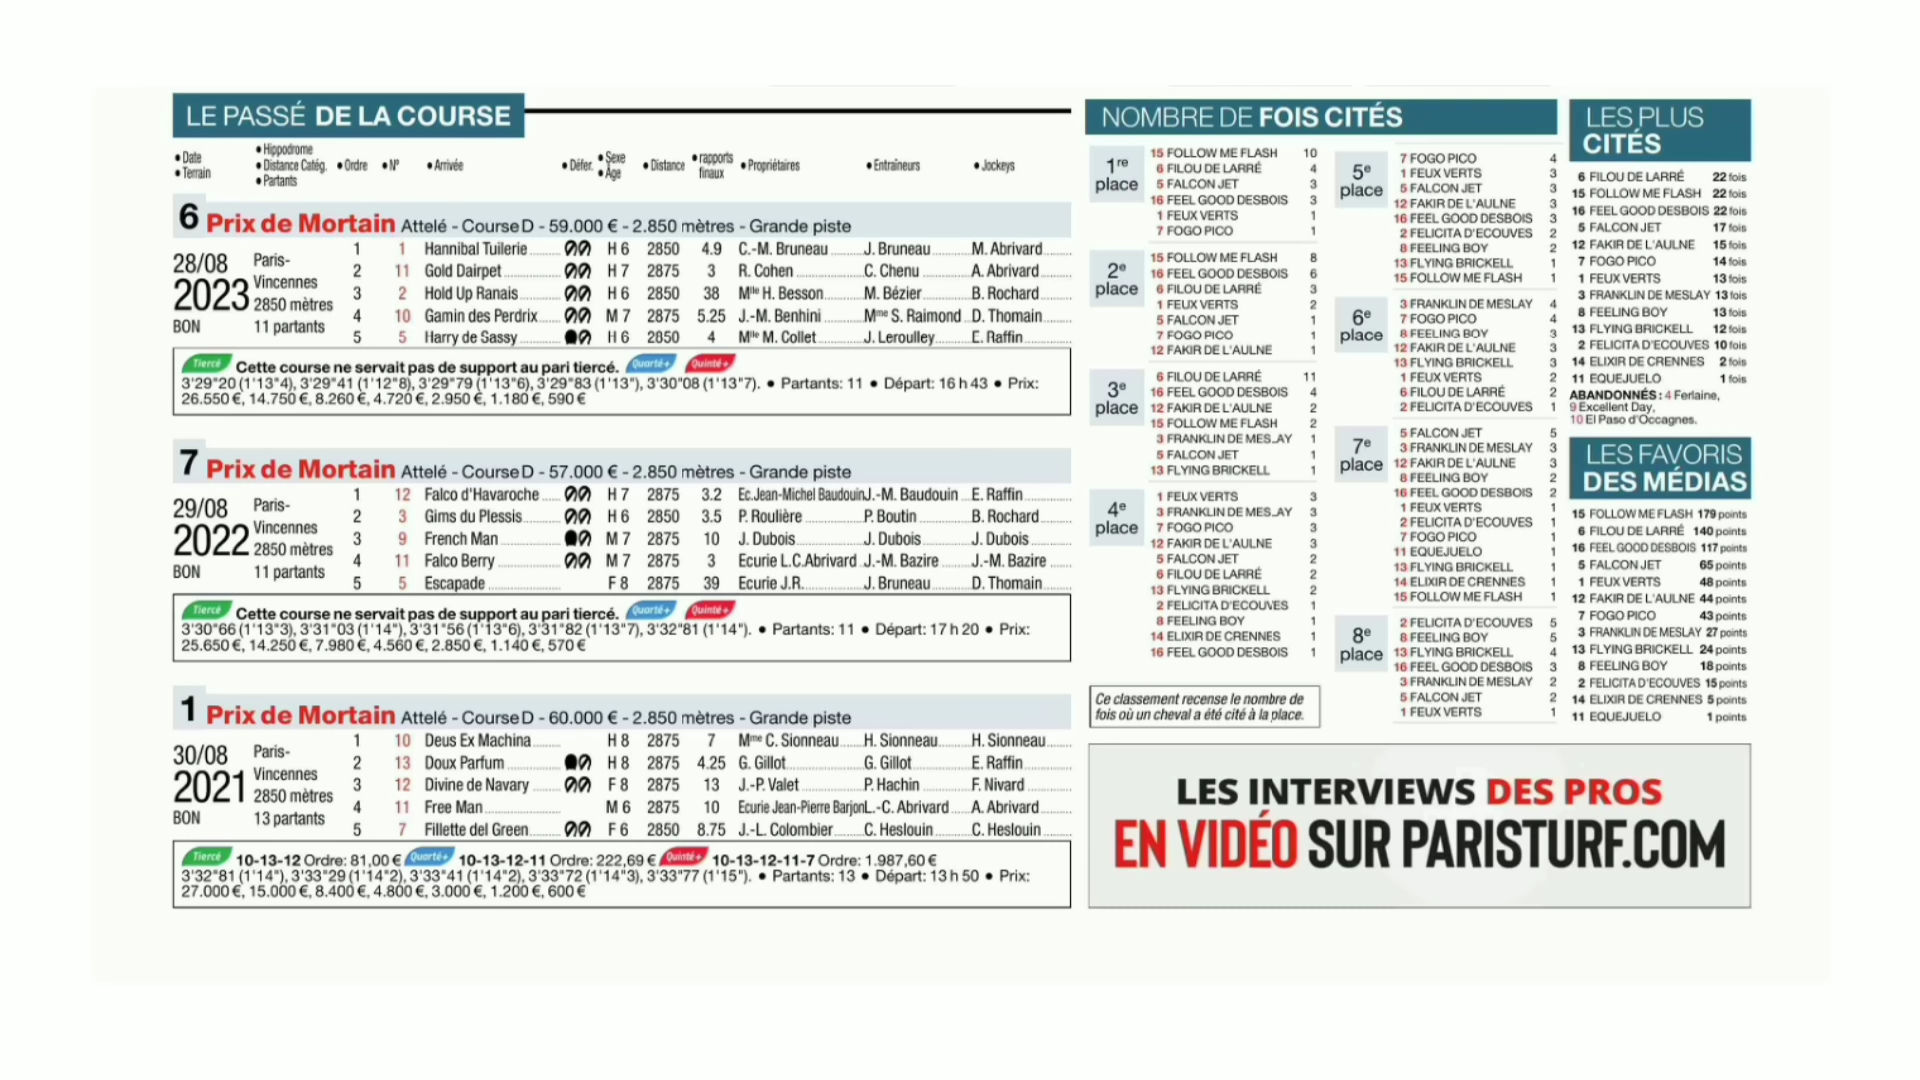 LE PASSÉ DE LA COURSE
• Date
• Terrain
• Hippodrome
• Distance Catég.
• Partants
• Ordre • N° • Arrivée • Défer. • Sexe • Age • Distance • rapports finaux • Propriétaires • Entraîneurs • Jockeys
6 Prix de Mortain Attelé - Course D - 59.000 € - 2.850 mètres - Grande piste
28/08
2023
BON
Paris-
Vincennes
2850 mètres
11 partants
1 1 Hannibal Tuilerie H 6 2850 4.9 C.-M. Bruneau J. Bruneau M. Abrivard
2 11 Gold Dairpet H 7 2875 3 R. Cohen C. Chenu A. Abrivard
3 2 Hold Up Ranais H 6 2850 38 Mlle H. Besson M. Bézier B. Rochard
4 10 Gamin des Perdrix M 7 2875 5.25 J.-M. Benhini Mme S. Raimond D. Thomain
5 5 Harry de Sassy H 6 2850 4 Mlle M. Collet J. Leroulley E. Raffin
Tiercé Cette course ne servait pas de support au pari tiercé. Quarté+ Quinté+
3'29"20 (1'13"4), 3'29"41 (1'12"8), 3'29"79 (1'13"6), 3'29"83 (1'13"), 3'30"08 (1'13"7). • Partants: 11 • Départ: 16 h 43 • Prix:
26.550 €, 14.750 €, 8.260 €, 4.720 €, 2.950 €, 1.180 €, 590 €
7 Prix de Mortain Attelé - Course D - 57.000 € - 2.850 mètres - Grande piste
29/08
2022
BON
Paris-
Vincennes
2850 mètres
11 partants
1 12 Falco d'Havaroche H 7 2875 3.2 Ec.Jean-Michel Baudouin J.-M. Baudouin E. Raffin
2 3 Gims du Plessis H 6 2850 3.5 P. Roulière P. Boutin B. Rochard
3 9 French Man M 7 2875 10 J. Dubois J. Dubois J. Dubois
4 11 Falco Berry M 7 2875 3 Ecurie L.C.Abrivard J.-M. Bazire J.-M. Bazire
5 5 Escapade F 8 2875 39 Ecurie J.R. J. Bruneau D. Thomain
Tiercé Cette course ne servait pas de support au pari tiercé. Quarté+ Quinté+
3'30"66 (1'13"3), 3'31"03 (1'14"), 3'31"56 (1'13"6), 3'31"82 (1'13"7), 3'32"81 (1'14"). • Partants: 11 • Départ: 17 h 20 • Prix:
25.650 €, 14.250 €, 7.980 €, 4.560 €, 2.850 €, 1.140 €, 570 €
1 Prix de Mortain Attelé - Course D - 60.000 € - 2.850 mètres - Grande piste
30/08
2021
BON
Paris-
Vincennes
2850 mètres
13 partants
1 10 Deus Ex Machina H 8 2875 7 Mme C. Sionneau H. Sionneau H. Sionneau
2 13 Doux Parfum H 8 2875 4.25 G. Gillot G. Gillot E. Raffin
3 12 Divine de Navary F 8 2875 13 J.-P. Valet P. Hachin F. Nivard
4 11 Free Man M 6 2875 10 Ecurie Jean-Pierre Barjon L.-C. Abrivard A. Abrivard
5 7 Fillette del Green F 6 2850 8.75 J.-L. Colombier C. Heslouin C. Heslouin
Tiercé 10-13-12 Ordre: 81,00 € Quarté+ 10-13-12-11 Ordre: 222,69 € Quinté+ 10-13-12-11-7 Ordre: 1.987,60 €
3'32"81 (1'14"), 3'33"29 (1'14"2), 3'33"41 (1'14"2), 3'33"72 (1'14"3), 3'33"77 (1'15"). • Partants: 13 • Départ: 13 h 50 • Prix:
27.000 €, 15.000 €, 8.400 €, 4.800 €, 3.000 €, 1.200 €, 600 €
NOMBRE DE FOIS CITÉS
1re place
15 FOLLOW ME FLASH 10
6 FILOU DE LARRÉ 4
5 FALCON JET 3
16 FEEL GOOD DESBOIS 3
1 FEUX VERTS 1
7 FOGO PICO 1
2e place
15 FOLLOW ME FLASH 8
16 FEEL GOOD DESBOIS 6
6 FILOU DE LARRÉ 3
1 FEUX VERTS 2
5 FALCON JET 1
7 FOGO PICO 1
12 FAKIR DE L'AULNE 1
3e place
6 FILOU DE LARRÉ 11
16 FEEL GOOD DESBOIS 4
12 FAKIR DE L'AULNE 2
15 FOLLOW ME FLASH 2
3 FRANKLIN DE MESLAY 1
5 FALCON JET 1
13 FLYING BRICKELL 1
4e place
1 FEUX VERTS 3
3 FRANKLIN DE MESLAY 3
7 FOGO PICO 3
12 FAKIR DE L'AULNE 3
5 FALCON JET 2
6 FILOU DE LARRÉ 2
13 FLYING BRICKELL 2
2 FELICITA D'ECOUVES 1
8 FEELING BOY 1
14 ELIXIR DE CRENNES 1
16 FEEL GOOD DESBOIS 1
Ce classement recense le nombre de
fois où un cheval a été cité à la place.
5e place
7 FOGO PICO 4
1 FEUX VERTS 3
5 FALCON JET 3
12 FAKIR DE L'AULNE 3
16 FEEL GOOD DESBOIS 3
2 FELICITA D'ECOUVES 2
8 FEELING BOY 2
13 FLYING BRICKELL 1
15 FOLLOW ME FLASH 1
6e place
3 FRANKLIN DE MESLAY 4
7 FOGO PICO 4
8 FEELING BOY 3
12 FAKIR DE L'AULNE 3
13 FLYING BRICKELL 3
1 FEUX VERTS 2
6 FILOU DE LARRÉ 2
2 FELICITA D'ECOUVES 1
7e place
5 FALCON JET 5
3 FRANKLIN DE MESLAY 3
12 FAKIR DE L'AULNE 3
8 FEELING BOY 2
16 FEEL GOOD DESBOIS 2
1 FEUX VERTS 1
2 FELICITA D'ECOUVES 1
7 FOGO PICO 1
11 EQUEJUELO 1
13 FLYING BRICKELL 1
14 ELIXIR DE CRENNES 1
15 FOLLOW ME FLASH 1
8e place
2 FELICITA D'ECOUVES 5
8 FEELING BOY 5
13 FLYING BRICKELL 4
16 FEEL GOOD DESBOIS 3
3 FRANKLIN DE MESLAY 2
5 FALCON JET 2
1 FEUX VERTS 1
LES PLUS
CITÉS
6 FILOU DE LARRÉ 22 fois
15 FOLLOW ME FLASH 22 fois
16 FEEL GOOD DESBOIS 22 fois
5 FALCON JET 17 fois
12 FAKIR DE L'AULNE 15 fois
7 FOGO PICO 14 fois
1 FEUX VERTS 13 fois
3 FRANKLIN DE MESLAY 13 fois
8 FEELING BOY 13 fois
13 FLYING BRICKELL 12 fois
2 FELICITA D'ECOUVES 10 fois
14 ELIXIR DE CRENNES 2 fois
11 EQUEJUELO 1 fois
ABANDONNÉS : 4 Ferlaine,
9 Excellent Day,
10 El Paso d'Occagnes.
LES FAVORIS
DES MÉDIAS
15 FOLLOW ME FLASH 179 points
6 FILOU DE LARRÉ 140 points
16 FEEL GOOD DESBOIS 117 points
5 FALCON JET 65 points
1 FEUX VERTS 48 points
12 FAKIR DE L'AULNE 44 points
7 FOGO PICO 43 points
3 FRANKLIN DE MESLAY 27 points
13 FLYING BRICKELL 24 points
8 FEELING BOY 18 points
2 FELICITA D'ECOUVES 15 points
14 ELIXIR DE CRENNES 5 points
11 EQUEJUELO 1 points
LES INTERVIEWS DES PROS
EN VIDÉO SUR PARISTURF.COM